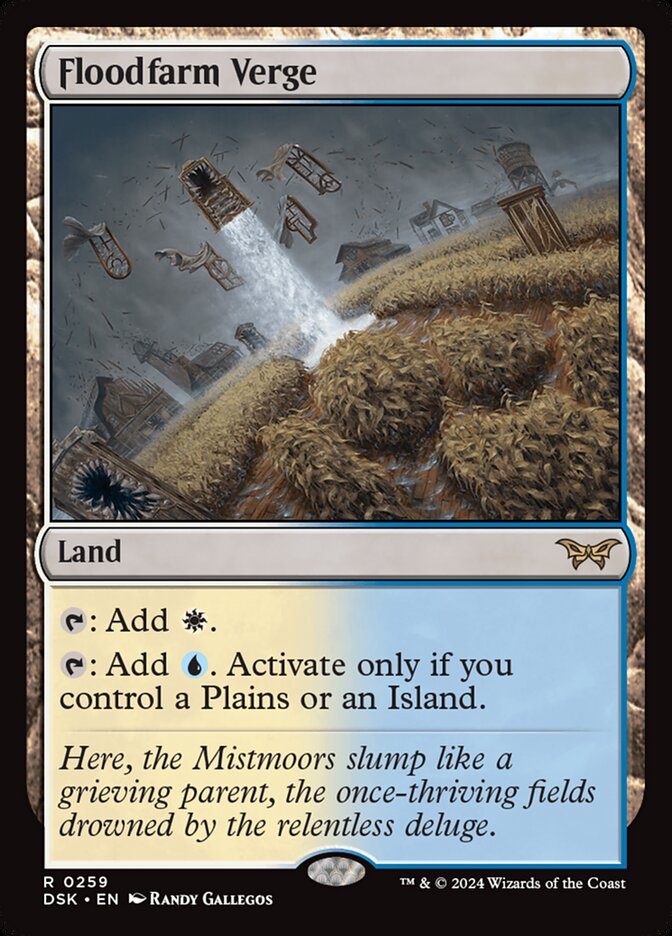 Floodfarm Verge
Land
: Add .
: Add . Activate only if you
control a Plains or an Island.
Here, the Mistmoors slump like a
grieving parent, the once-thriving fields
drowned by the relentless deluge.
R 0259
DSK • EN Randy Gallegos
™ & © 2024 Wizards of the Coast